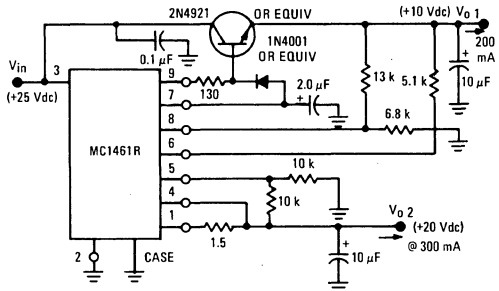 2N4921
OR EQUIV
(+10 Vdc)
Vo 1
0.1 µF
1N4001
OR EQUIV
200
mA
Vin
(+25 Vdc)
3
9
130
2.0 µF
+
13 k
5.1 k
+
10 µF
7
8
6.8 k
MC1461R
6
5
10 k
4
10 k
1
1.5
Vo 2
(+20 Vdc)
@ 300 mA
+
10 µF
2
CASE